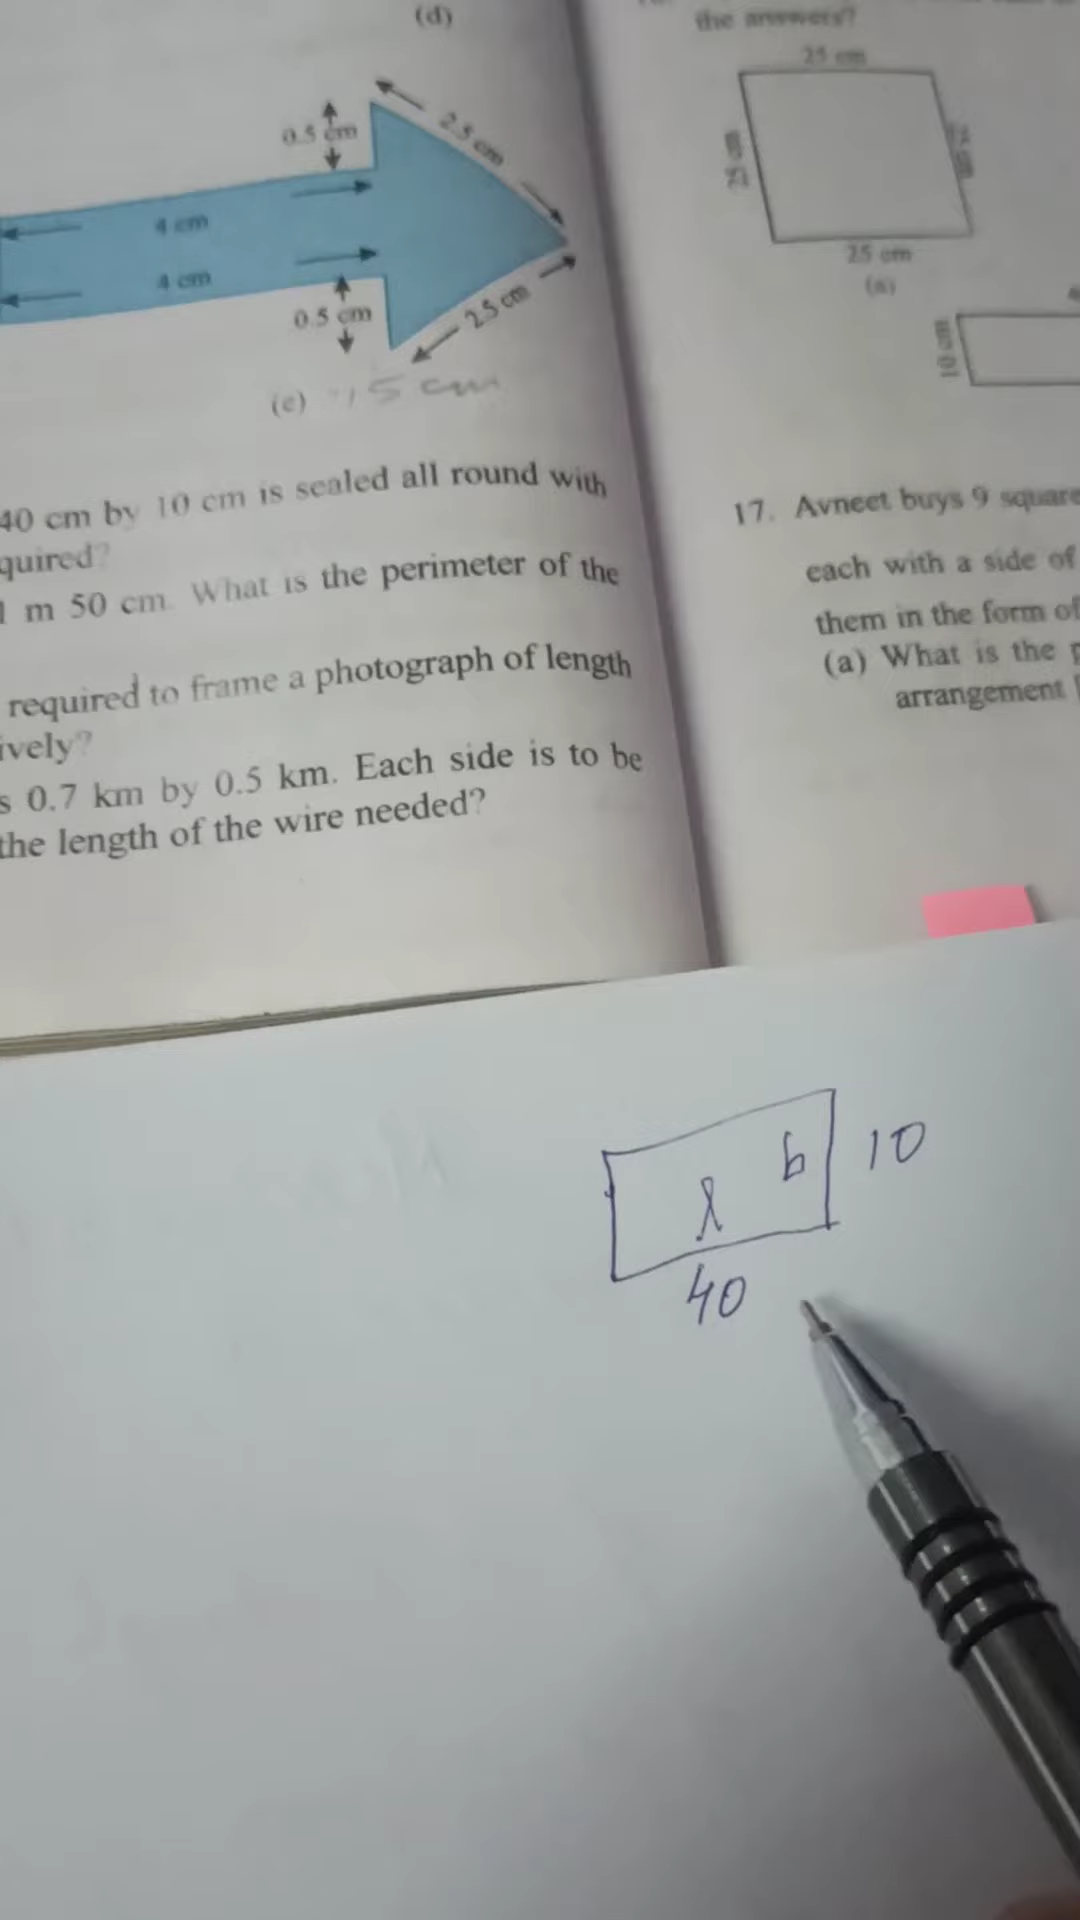 (d)
0.5 cm
2.5 cm
4 cm
4 cm
0.5 cm
2.5 cm
(e) 15 cm
40 cm by 10 cm is sealed all round with
quired?
1 m 50 cm. What is the perimeter of the
required to frame a photograph of length
ively?
s 0.7 km by 0.5 km. Each side is to be
the length of the wire needed?
the answers?
25 cm
25 cm
(a)
10 cm
17. Avneet buys 9 square
each with a side of
them in the form of
(a) What is the p
arrangement
b 10
l
40